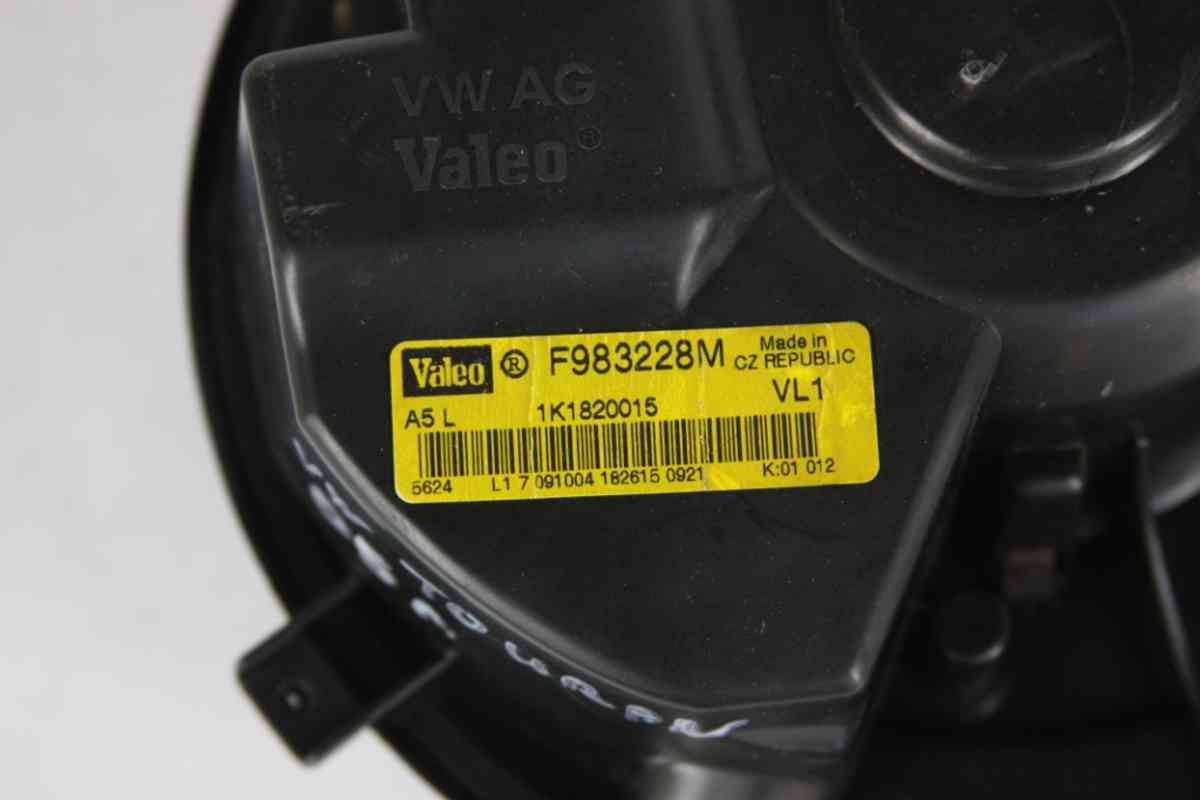 VW AG
Valeo®
Valeo ® F983228M Made in
CZ REPUBLIC
A5 L 1K1820015 VL1
5624 L1 7 091004 182615 0921 K:01 012
TOURAN